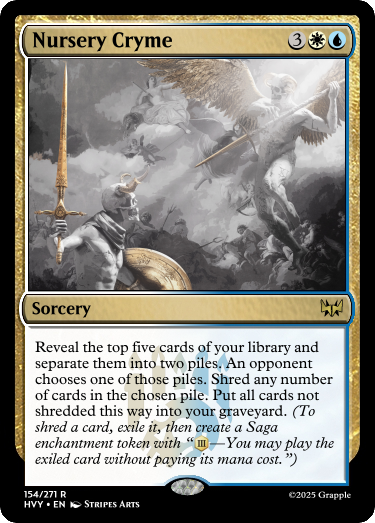 Nursery Cryme 3
Sorcery
Reveal the top five cards of your library and
separate them into two piles. An opponent
chooses one of those piles. Shred any number
of cards in the chosen pile. Put all cards not
shredded this way into your graveyard. (To
shred a card, exile it, then create a Saga
enchantment token with “III—You may play the
exiled card without paying its mana cost.”)
154/271 R
HVY • EN STRIPES ARTS
©2025 Grapple